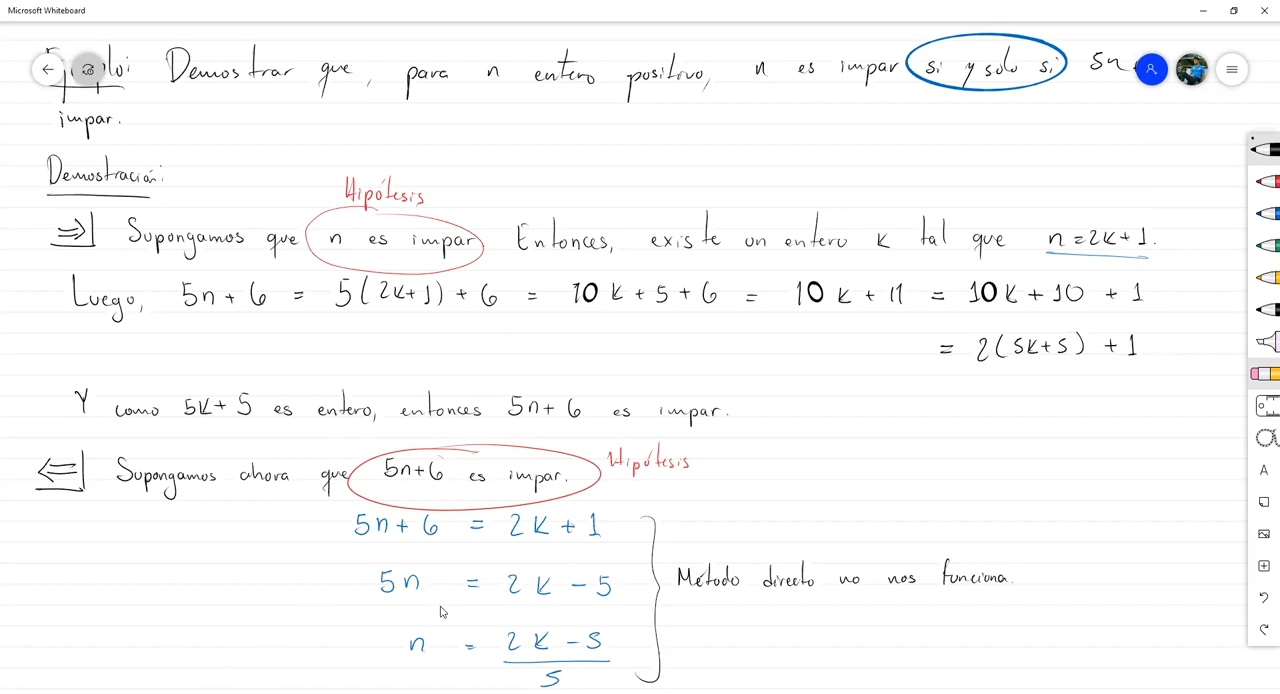 Microsoft Whiteboard
Demostrar que, para n entero positivo, n es impar si y solo si 5n
impar.
Demostración:
Hipótesis
⇒| Supongamos que n es impar Entonces, existe un entero k tal que n = 2k+1.
Luego, 5n + 6 = 5(2k+1) + 6 = 10k + 5 + 6 = 10k + 11 = 10k + 10 + 1
= 2(5k+5) + 1
Y como 5k+5 es entero, entonces 5n+6 es impar.
⇐| Supongamos ahora que 5n+6 es impar. Hipótesis
5n + 6 = 2k + 1
5n = 2k - 5
Método directo no nos funciona.
n = 2k - 5
5
A